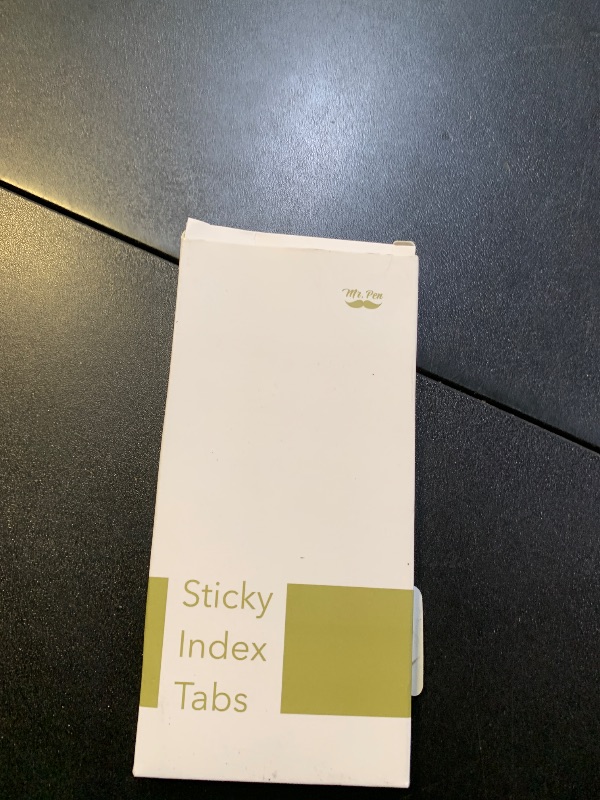 Mr. Pen
Sticky
Index
Tabs